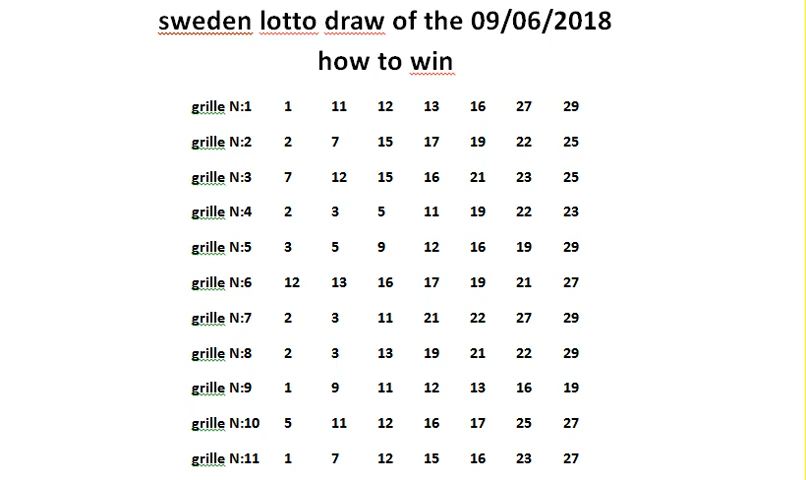 sweden lotto draw of the 09/06/2018
how to win
grille N:1 1 11 12 13 16 27 29
grille N:2 2 7 15 17 19 22 25
grille N:3 7 12 15 16 21 23 25
grille N:4 2 3 5 11 19 22 23
grille N:5 3 5 9 12 16 19 29
grille N:6 12 13 16 17 19 21 27
grille N:7 2 3 11 21 22 27 29
grille N:8 2 3 13 19 21 22 29
grille N:9 1 9 11 12 13 16 19
grille N:10 5 11 12 16 17 25 27
grille N:11 1 7 12 15 16 23 27